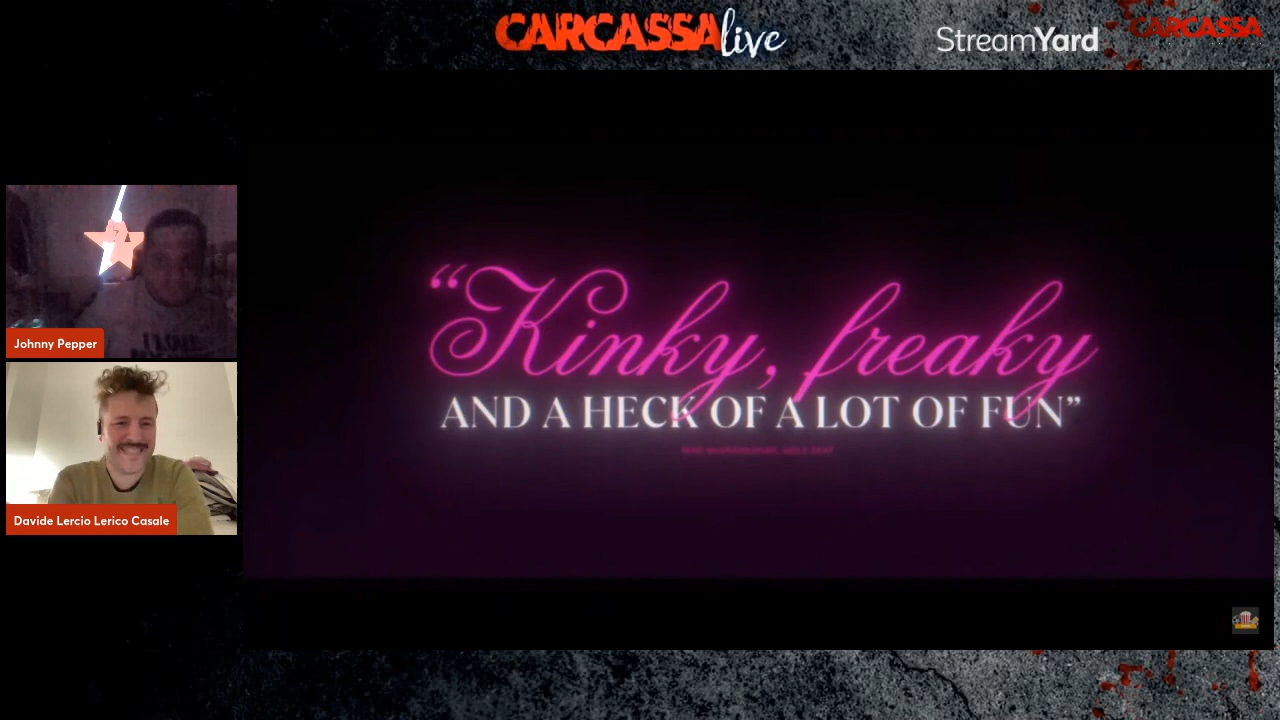 CARCASSA live
StreamYard
CARCASSA
“Kinky, freaky
AND A HECK OF A LOT OF FUN”
Johnny Pepper
Davide Lercio Lerico Casale